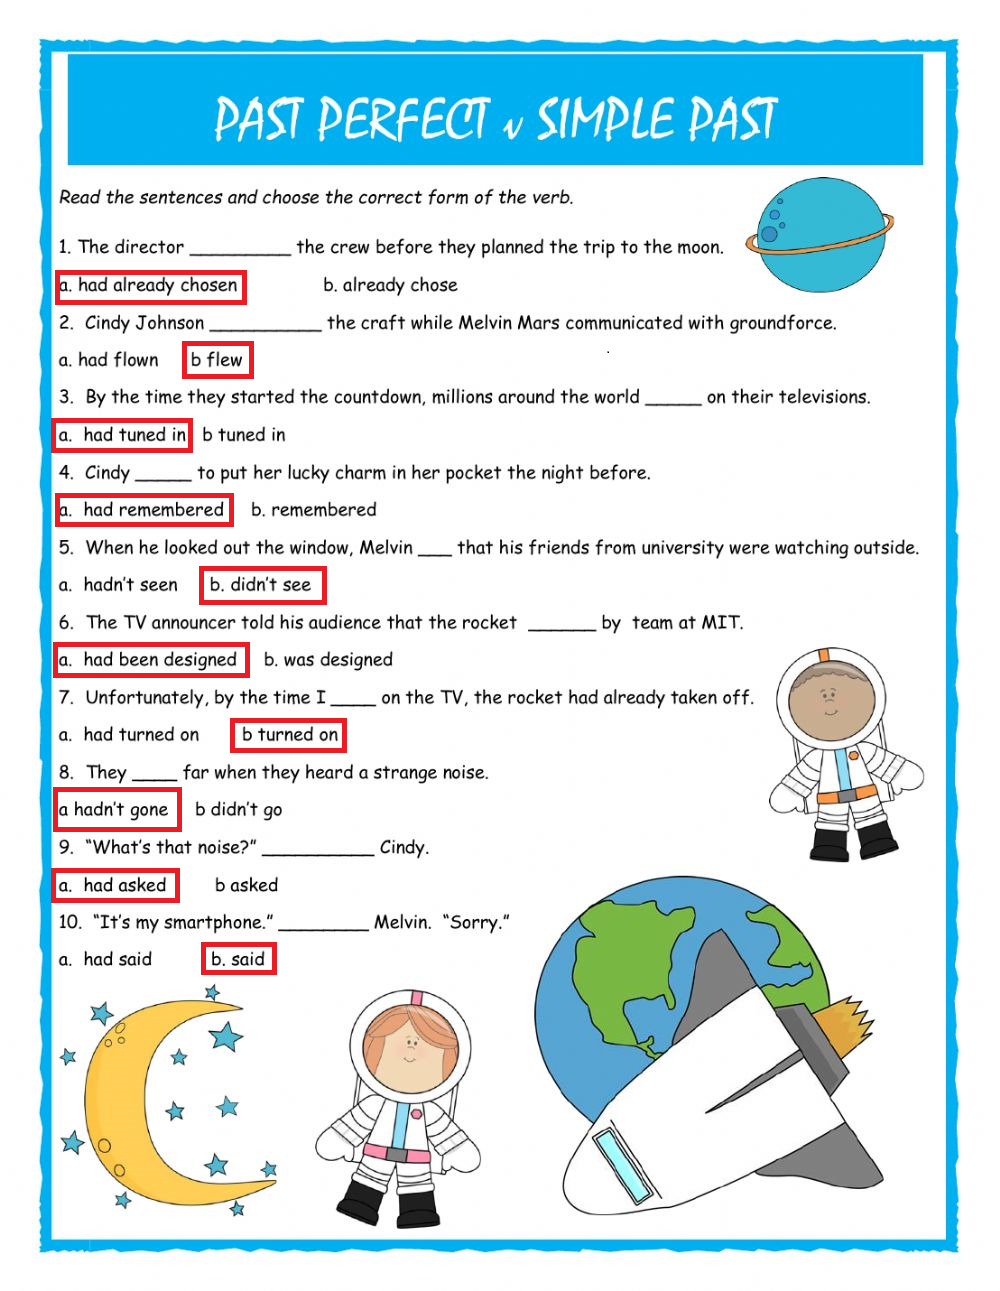 PAST PERFECT v SIMPLE PAST
Read the sentences and choose the correct form of the verb.
1. The director _________ the crew before they planned the trip to the moon.
a. had already chosen b. already chose
2. Cindy Johnson __________ the craft while Melvin Mars communicated with groundforce.
a. had flown b flew
3. By the time they started the countdown, millions around the world _____ on their televisions.
a. had tuned in b tuned in
4. Cindy _____ to put her lucky charm in her pocket the night before.
a. had remembered b. remembered
5. When he looked out the window, Melvin ___ that his friends from university were watching outside.
a. hadn't seen b. didn't see
6. The TV announcer told his audience that the rocket ______ by team at MIT.
a. had been designed b. was designed
7. Unfortunately, by the time I ____ on the TV, the rocket had already taken off.
a. had turned on b turned on
8. They ____ far when they heard a strange noise.
a hadn't gone b didn't go
9. "What's that noise?" __________ Cindy.
a. had asked b asked
10. "It's my smartphone." ________ Melvin. "Sorry."
a. had said b. said